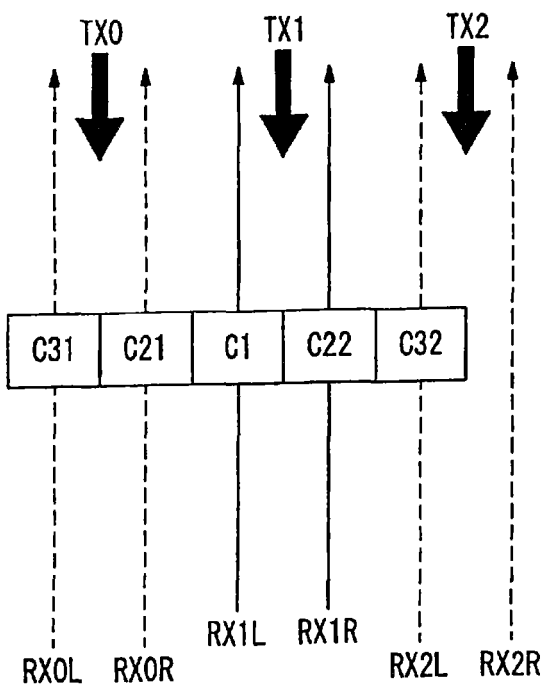 TX0 TX1 TX2
C31 C21 C1 C22 C32
RX1L RX1R
RX0L RX0R RX2L RX2R